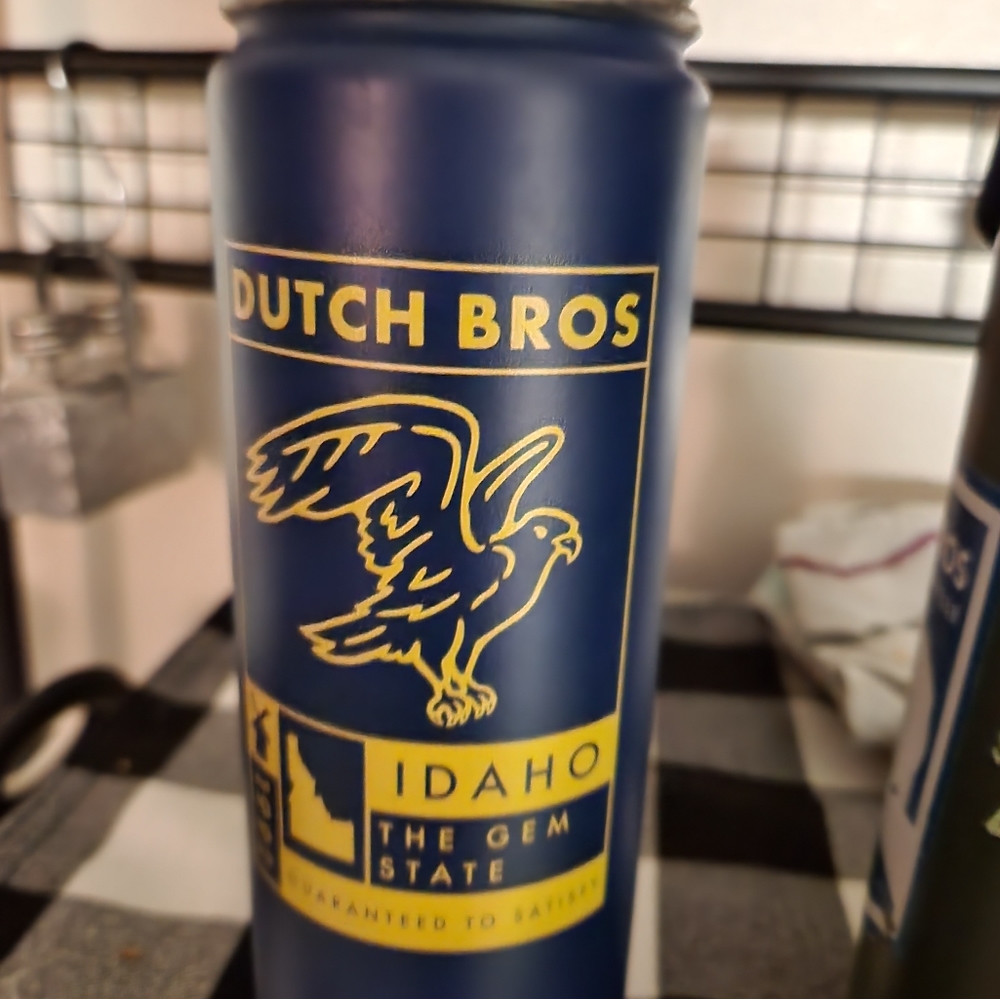 DUTCH BROS
IDAHO
THE GEM
STATE
GUARANTEED TO SATISFY